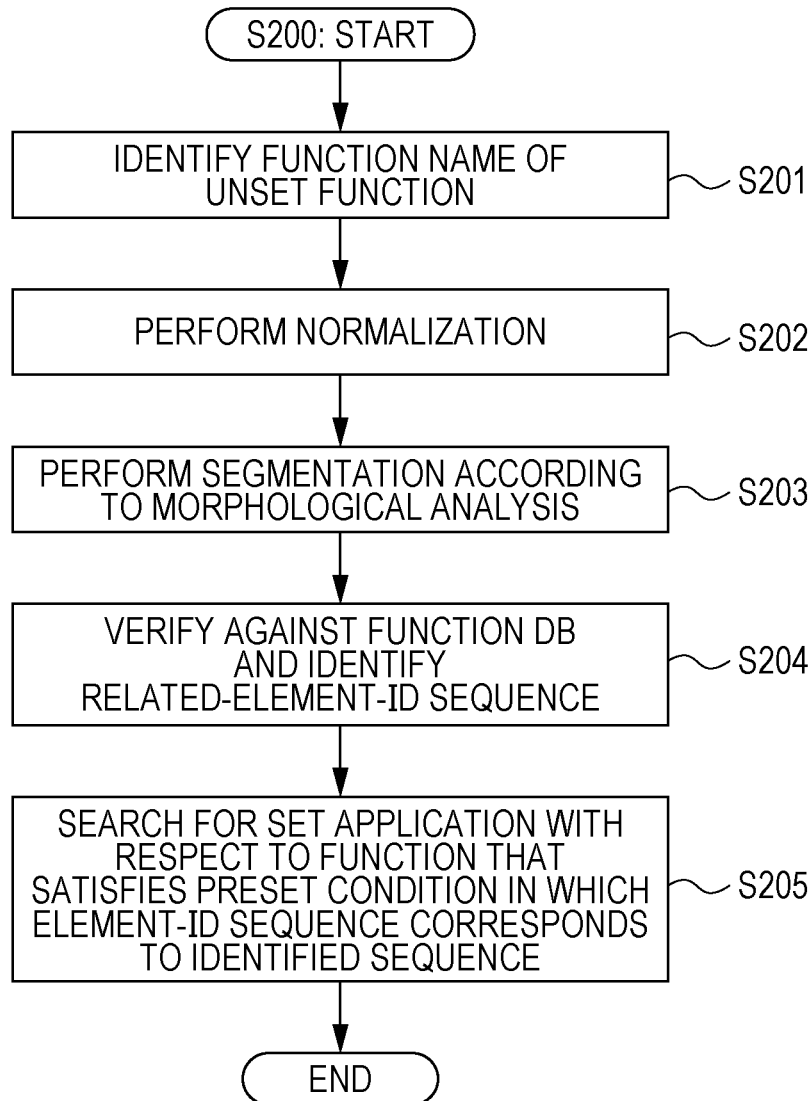 S200: START
IDENTIFY FUNCTION NAME OF
UNSET FUNCTION
S201
PERFORM NORMALIZATION
S202
PERFORM SEGMENTATION ACCORDING
TO MORPHOLOGICAL ANALYSIS
S203
VERIFY AGAINST FUNCTION DB
AND IDENTIFY
RELATED-ELEMENT-ID SEQUENCE
S204
SEARCH FOR SET APPLICATION WITH
RESPECT TO FUNCTION THAT
SATISFIES PRESET CONDITION IN WHICH
ELEMENT-ID SEQUENCE CORRESPONDS
TO IDENTIFIED SEQUENCE
S205
END